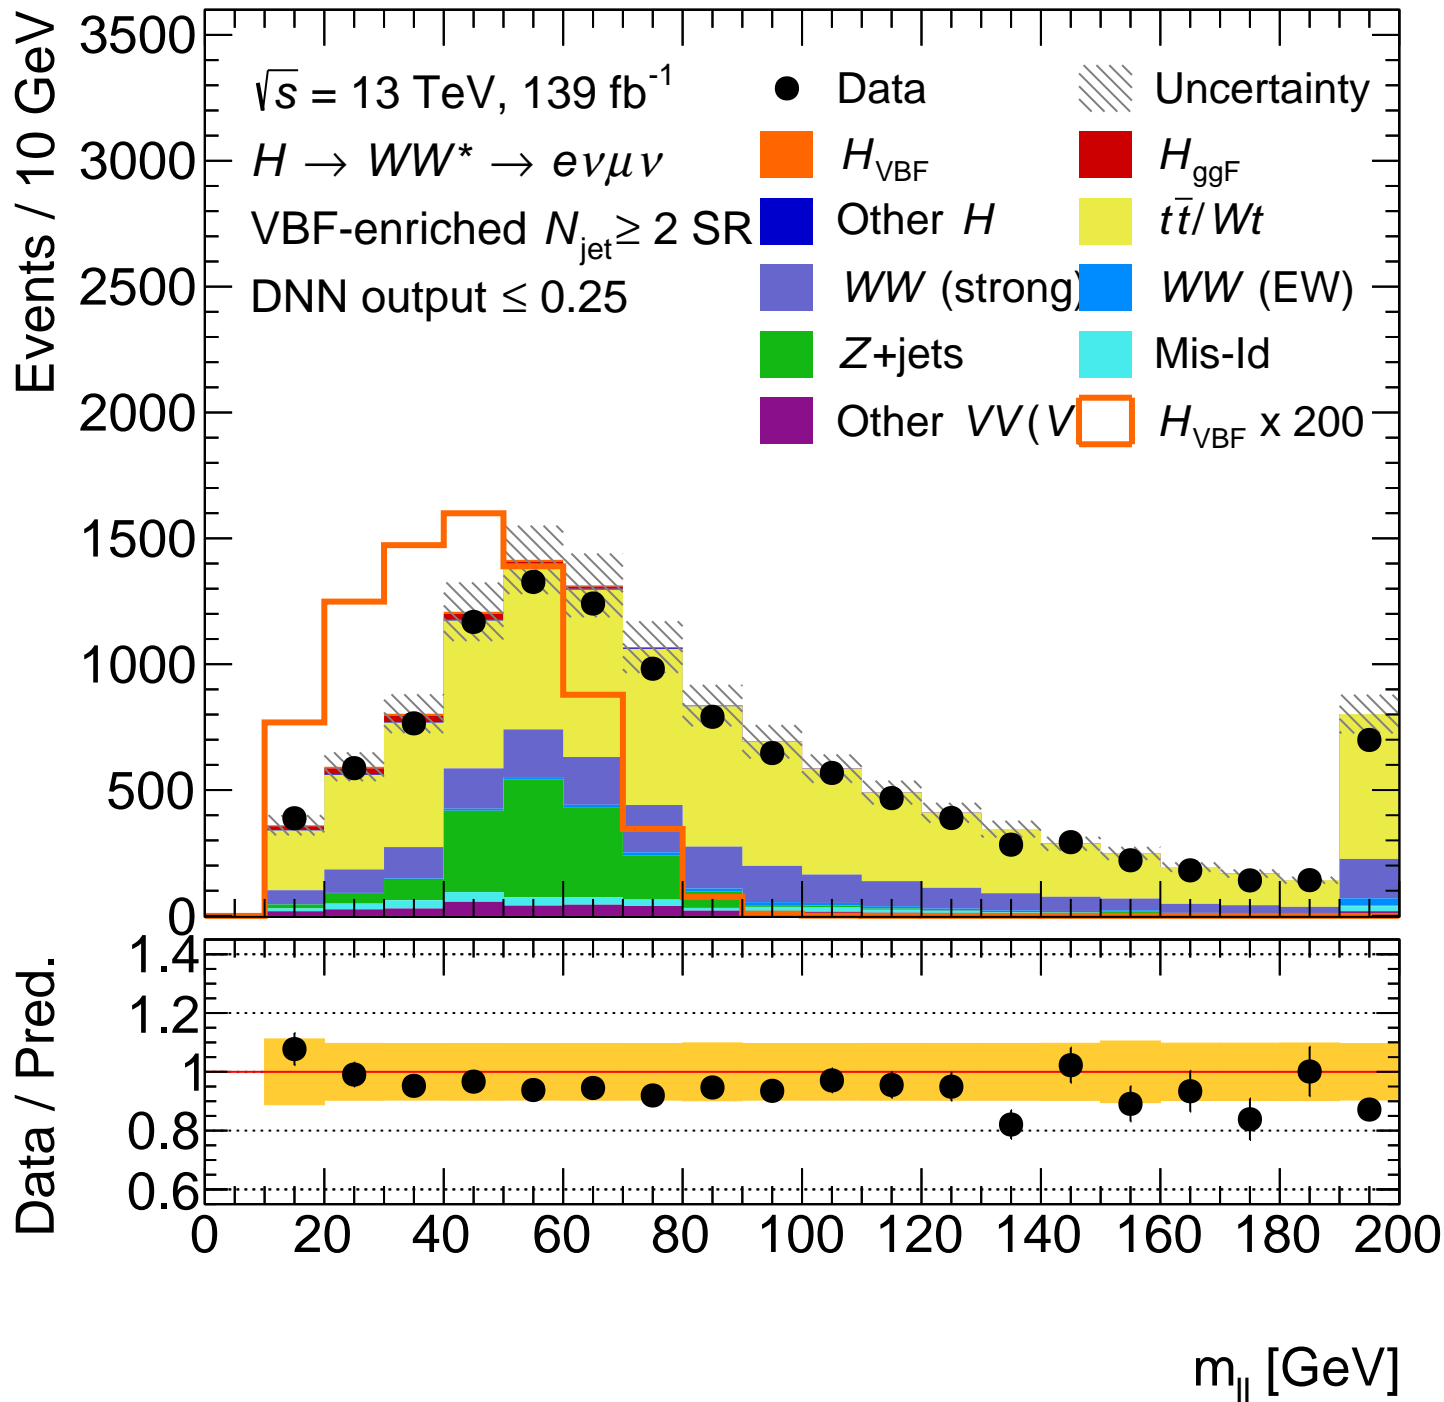 Events / 10 GeV
3500
3000
2500
2000
1500
1000
500
0
√s = 13 TeV, 139 fb⁻¹
H → WW* → eνμν
VBF-enriched N_jet ≥ 2 SR
DNN output ≤ 0.25
Data
Uncertainty
H_VBF
H_ggF
Other H
tt̄/Wt
WW (strong)
WW (EW)
Z+jets
Mis-Id
Other VV(V
H_VBF x 200
Data / Pred.
1.4
1.2
1
0.8
0.6
0 20 40 60 80 100 120 140 160 180 200
m_ll [GeV]